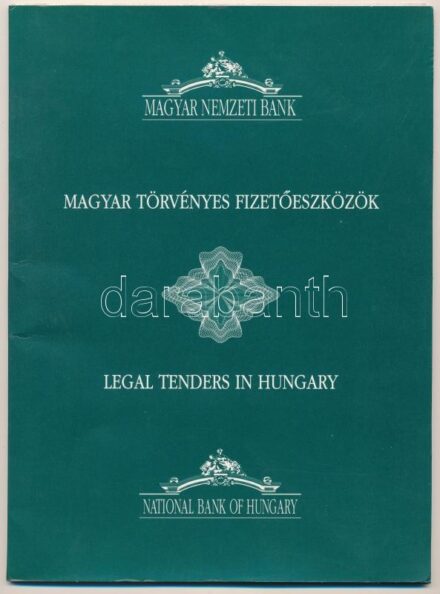 MAGYAR NEMZETI BANK
MAGYAR TÖRVÉNYES FIZETŐESZKÖZÖK
darabanth
LEGAL TENDERS IN HUNGARY
NATIONAL BANK OF HUNGARY